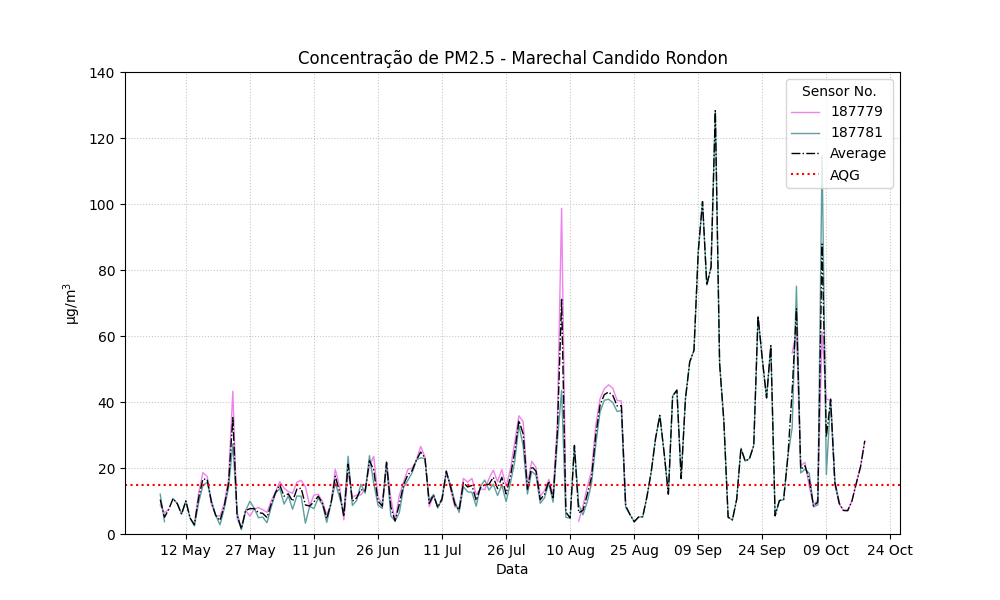 Concentração de PM2.5 - Marechal Candido Rondon
140
120
100
80
60
40
20
0
µg/m³
Sensor No.
187779
187781
Average
AQG
12 May 27 May 11 Jun 26 Jun 11 Jul 26 Jul 10 Aug 25 Aug 09 Sep 24 Sep 09 Oct 24 Oct
Data